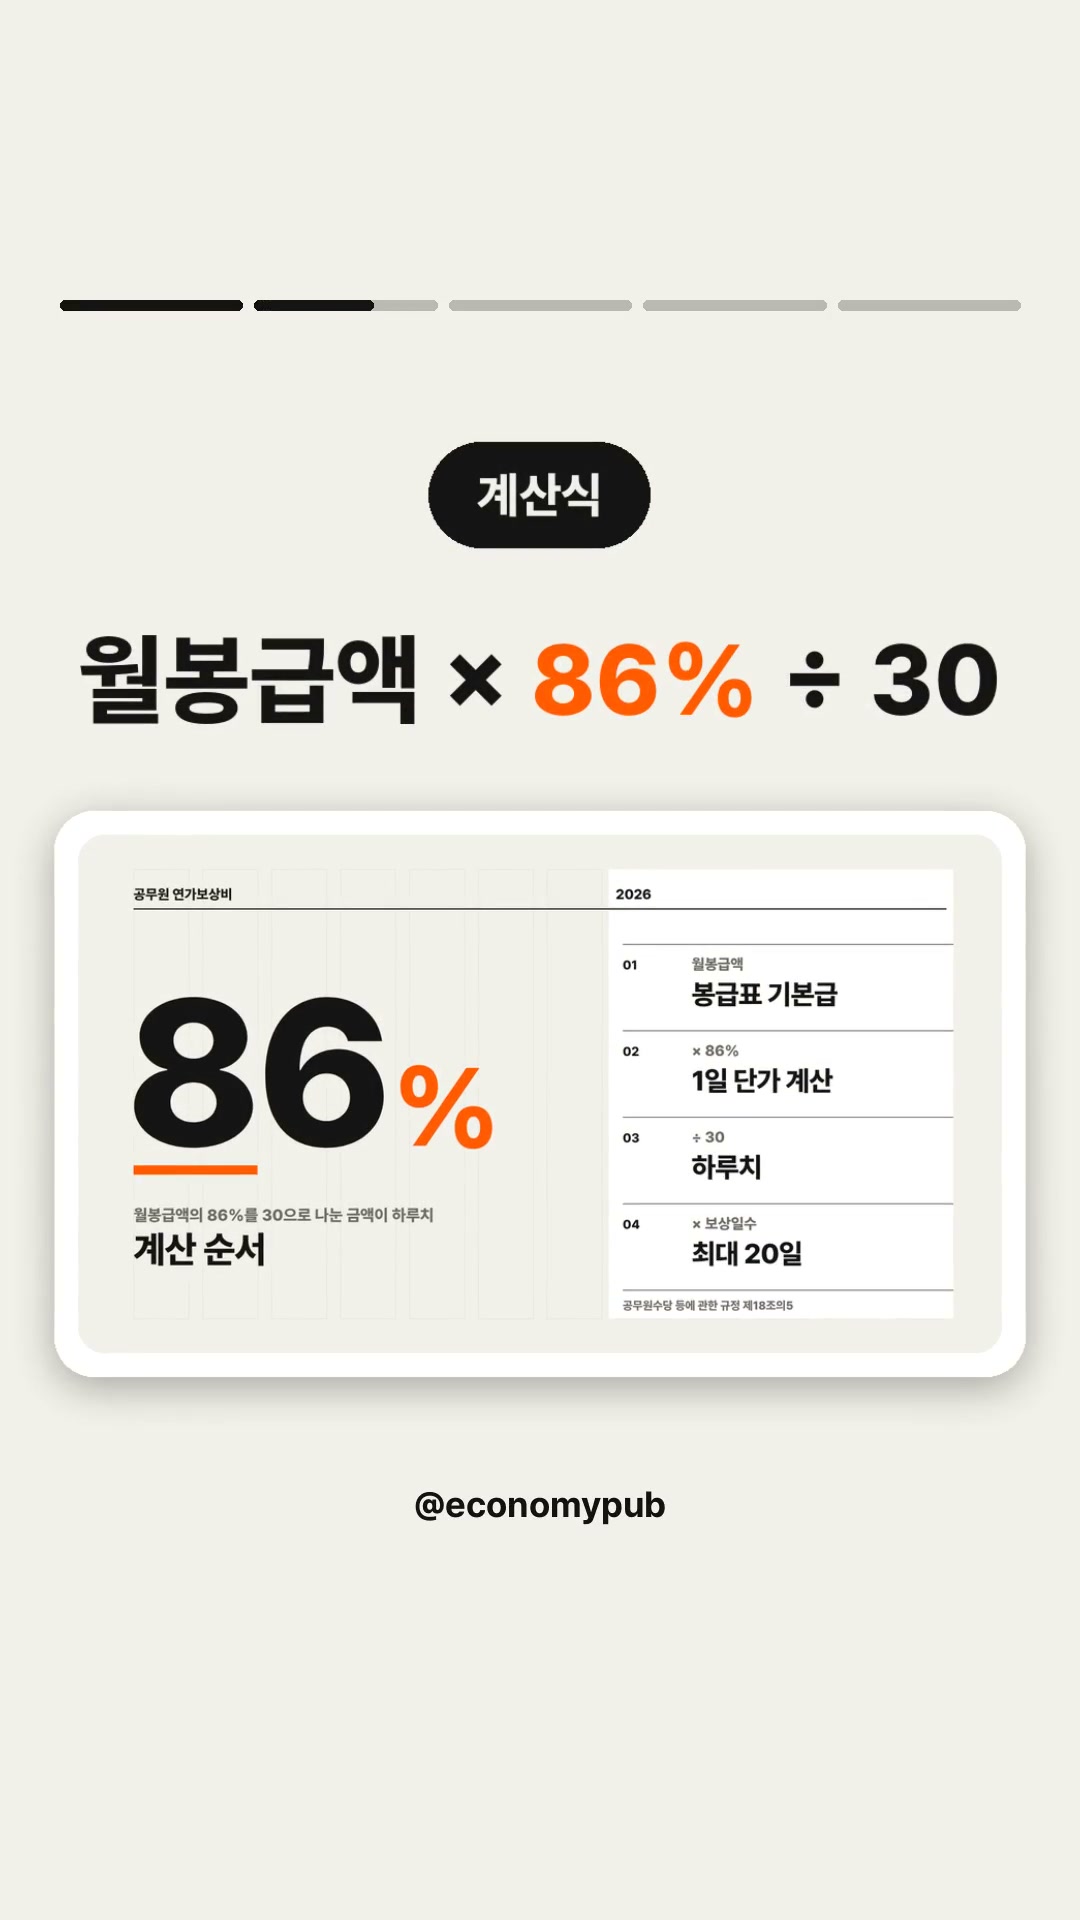 계산식
월봉급액 × 86% ÷ 30
공무원 연가보상비
86%
월봉급액의 86%를 30으로 나눈 금액이 하루치
계산 순서
2026
01 월봉급액
봉급표 기본급
02 × 86%
1일 단가 계산
03 ÷ 30
하루치
04 × 보상일수
최대 20일
공무원수당 등에 관한 규정 제18조의5
@economypub